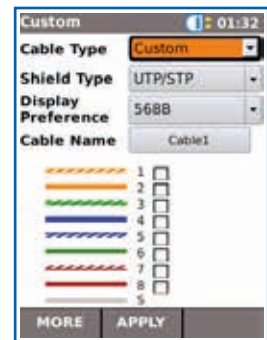 Custom 01:32
Cable Type Custom
Shield Type UTP/STP
Display Preference 568B
Cable Name Cable1
1
2
3
4
5
6
7
8
S
MORE APPLY